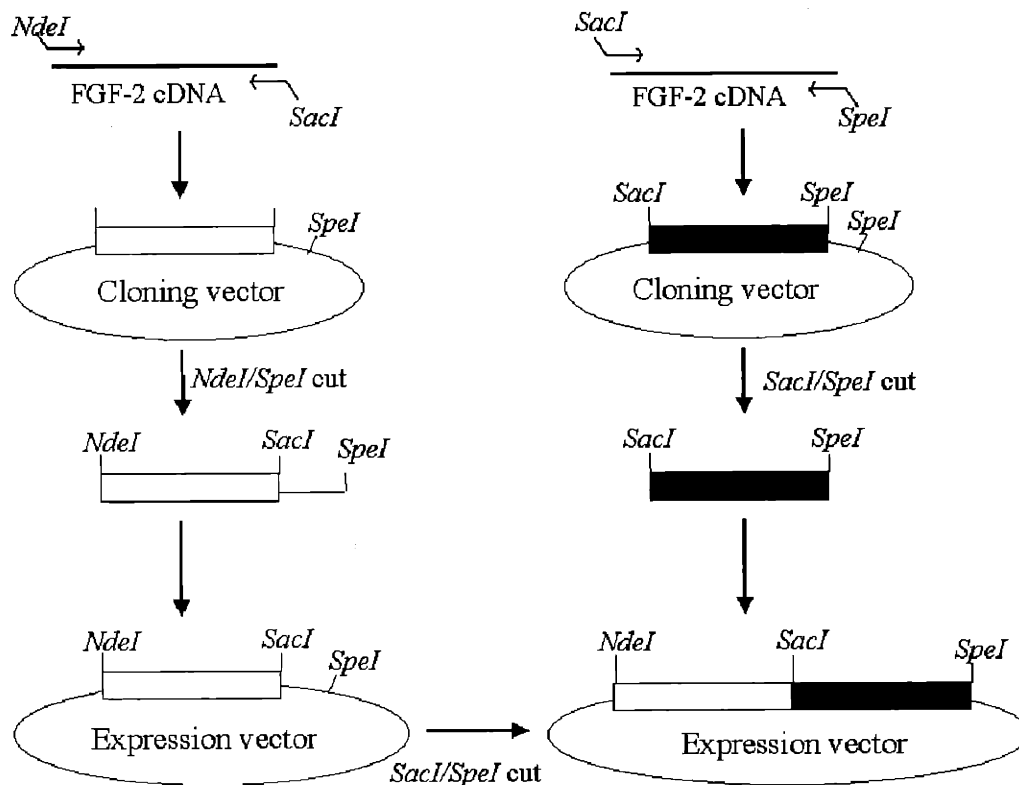 NdeI
FGF-2 cDNA
SacI
SpeI
Cloning vector
NdeI/SpeI cut
NdeI
SacI
SpeI
NdeI
SacI
SpeI
Expression vector
SacI/SpeI cut
SacI
FGF-2 cDNA
SpeI
SacI
SpeI
SpeI
Cloning vector
SacI/SpeI cut
SacI
SpeI
NdeI
SacI
SpeI
Expression vector